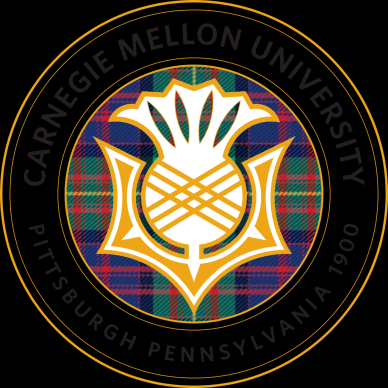 CARNEGIE MELLON UNIVERSITY
PITTSBURGH PENNSYLVANIA 1900